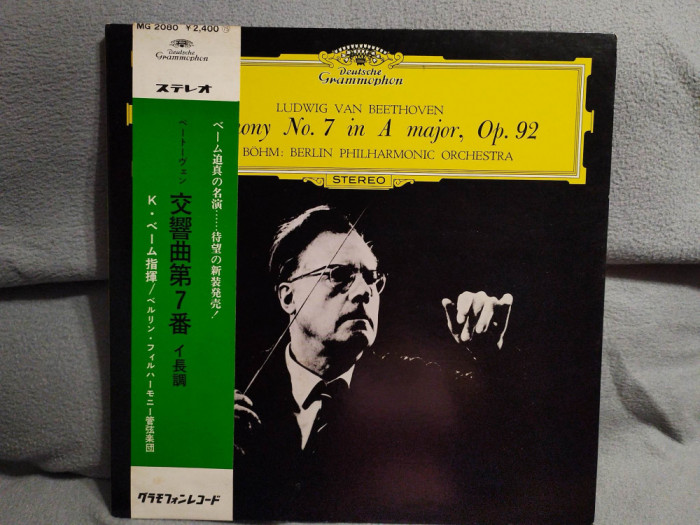 MG 2080 ¥2,400
Deutsche
Grammophon
ステレオ
ベーム迫真の名演……待望の新装発売!
ベートーヴェン
交響曲第7番 イ長調
K・ベーム指揮/ベルリン・フィルハーモニー管弦楽団
グラモフォンレコード
Deutsche
Grammophon
LUDWIG VAN BEETHOVEN
ony No. 7 in A major, Op. 92
BÖHM: BERLIN PHILHARMONIC ORCHESTRA
STEREO